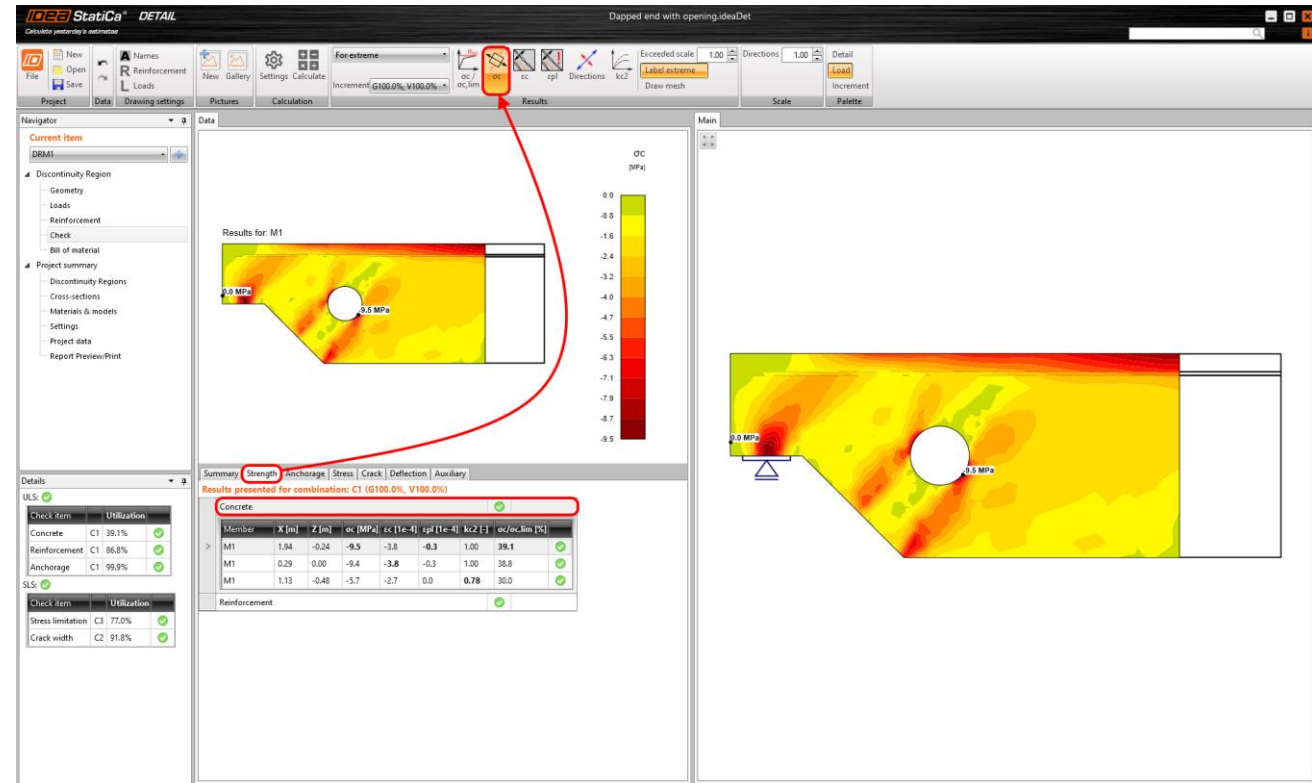 IDEA StatiCa® DETAIL
Calculate yesterday's estimates
Dapped end with opening.ideaDet
File
New
Open
Save
Project
Data
Names
Reinforcement
Loads
Drawing settings
New Gallery
Pictures
Settings Calculate
Calculation
For extreme
Increment G100.0%, V100.0%
σc / σc,lim
σc
εc
εpl
Directions
kc2
Exceeded scale 1.00
Label extreme
Draw mesh
Results
Directions 1.00
Scale
Detail
Load
Increment
Palette
Navigator
Current item
DRM1
Discontinuity Region
Geometry
Loads
Reinforcement
Check
Bill of material
Project summary
Discontinuity Regions
Cross-sections
Materials & models
Settings
Project data
Report Preview/Print
Details
ULS:
Check item Utilization
Concrete C1 39.1%
Reinforcement C1 86.8%
Anchorage C1 99.9%
SLS:
Check item Utilization
Stress limitation C3 77.0%
Crack width C2 91.8%
Data
σc
[MPa]
0.0
-0.8
-1.6
-2.4
-3.2
-4.0
-4.7
-5.5
-6.3
-7.1
-7.9
-8.7
-9.5
Results for: M1
0.0 MPa
-9.5 MPa
Summary Strength Anchorage Stress Crack Deflection Auxiliary
Results presented for combination: C1 (G100.0%, V100.0%)
Concrete
Member X [m] Z [m] σc [MPa] εc [1e-4] εpl [1e-4] kc2 [-] σc/σc,lim [%]
> M1 1.94 -0.24 -9.5 -3.8 -0.3 1.00 39.1
M1 0.29 0.00 -9.4 -3.8 -0.3 1.00 38.8
M1 1.13 -0.48 -5.7 -2.7 0.0 0.78 30.0
Reinforcement
Main
0.0 MPa
-9.5 MPa